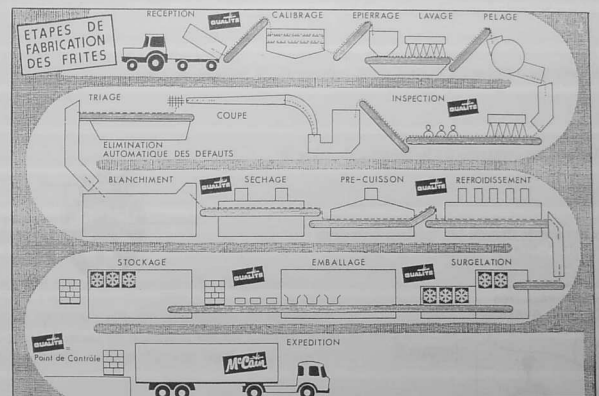 ETAPES DE
FABRICATION
DES FRITES
RECEPTION
QUALITE
CALIBRAGE
EPIERRAGE
LAVAGE
PELAGE
TRIAGE
COUPE
INSPECTION
QUALITE
ELIMINATION
AUTOMATIQUE DES DEFAUTS
BLANCHIMENT
QUALITE
SECHAGE
PRE-CUISSON
QUALITE
REFROIDISSEMENT
STOCKAGE
QUALITE
EMBALLAGE
QUALITE
SURGELATION
QUALITE
Point de Contrôle
EXPEDITION
McCain